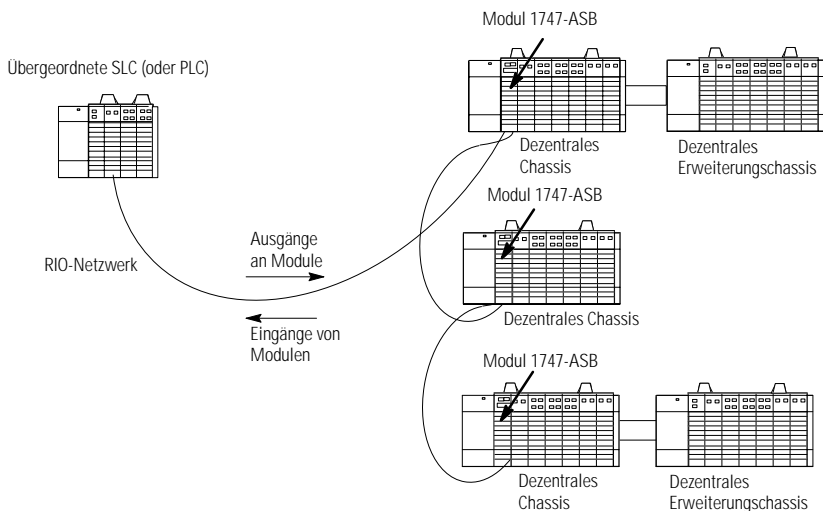 Modul 1747-ASB
Übergeordnete SLC (oder PLC)
Dezentrales
Chassis
Dezentrales
Erweiterungschassis
Modul 1747-ASB
Ausgänge
an Module
RIO-Netzwerk
Eingänge von
Modulen
Dezentrales Chassis
Modul 1747-ASB
Dezentrales
Chassis
Dezentrales
Erweiterungschassis